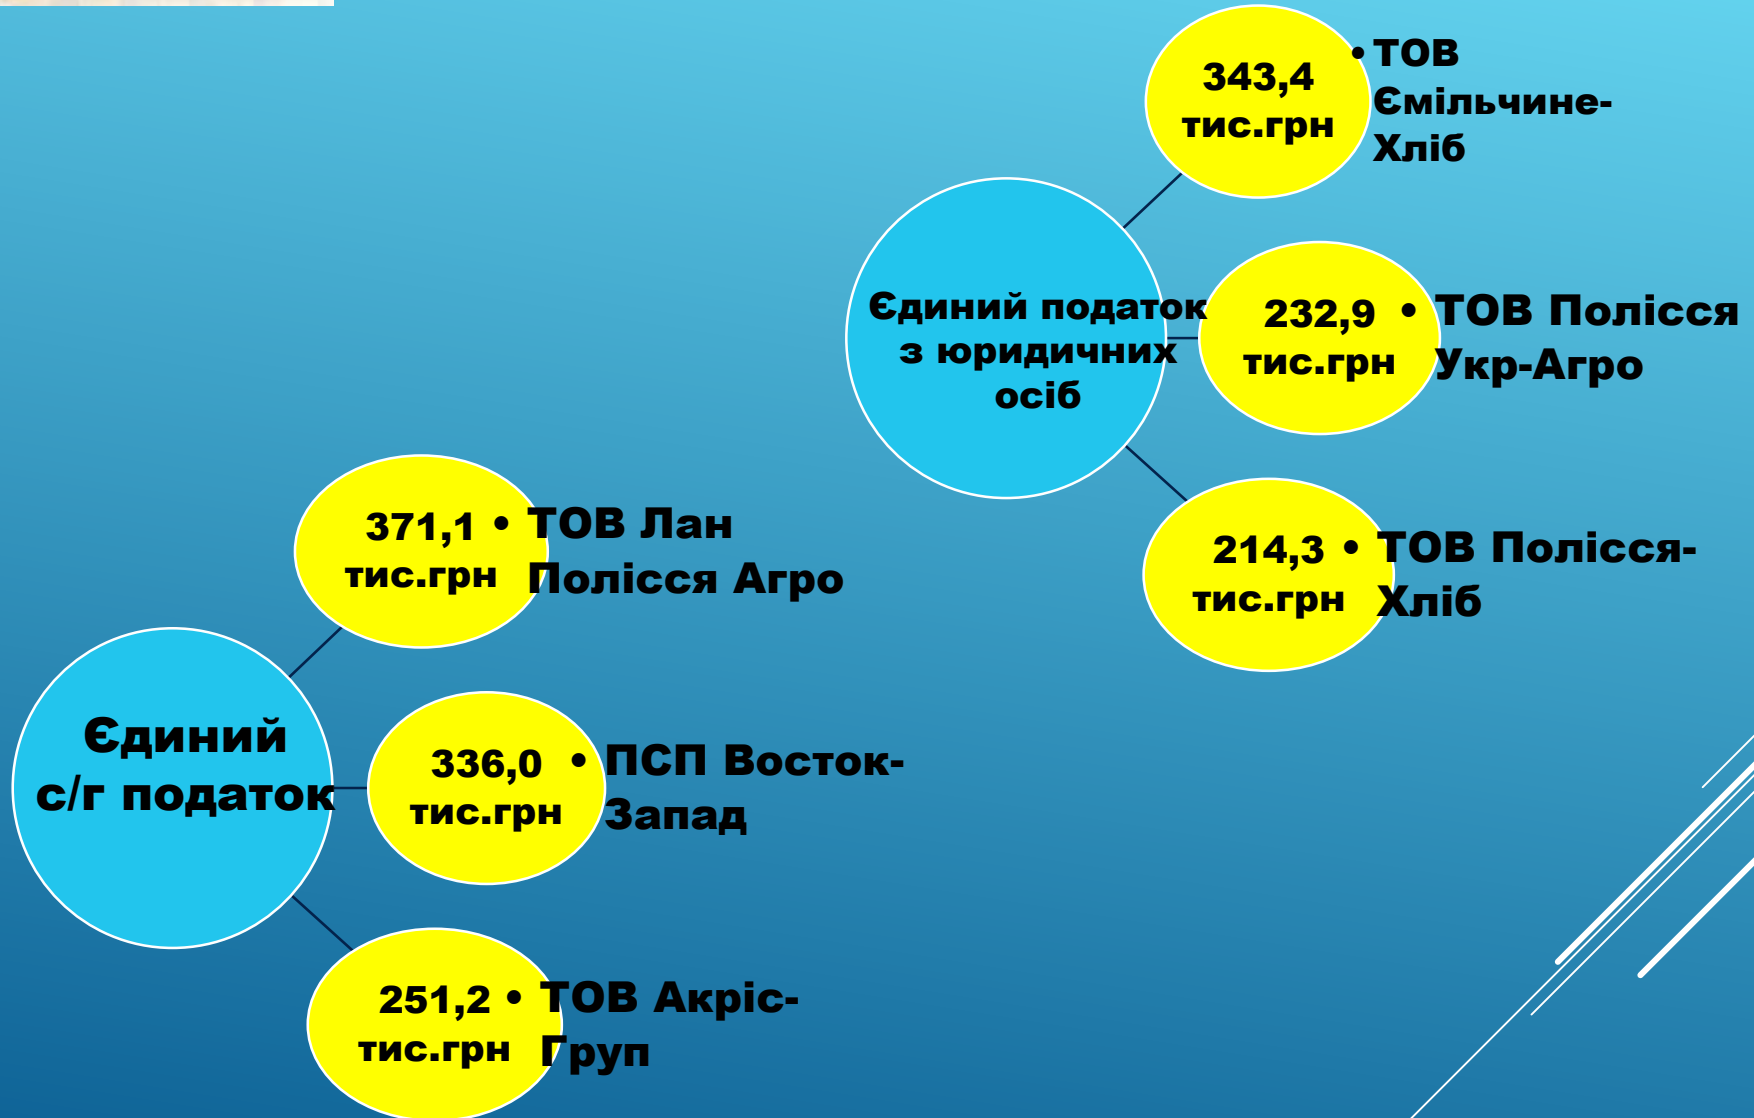 Єдиний податок
з юридичних
осіб
343,4
тис.грн
• ТОВ
Ємільчине-
Хліб
232,9
тис.грн
• ТОВ Полісся
Укр-Агро
214,3
тис.грн
• ТОВ Полісся-
Хліб
Єдиний
с/г податок
371,1
тис.грн
• ТОВ Лан
Полісся Агро
336,0
тис.грн
• ПСП Восток-
Запад
251,2
тис.грн
• ТОВ Акріс-
Груп